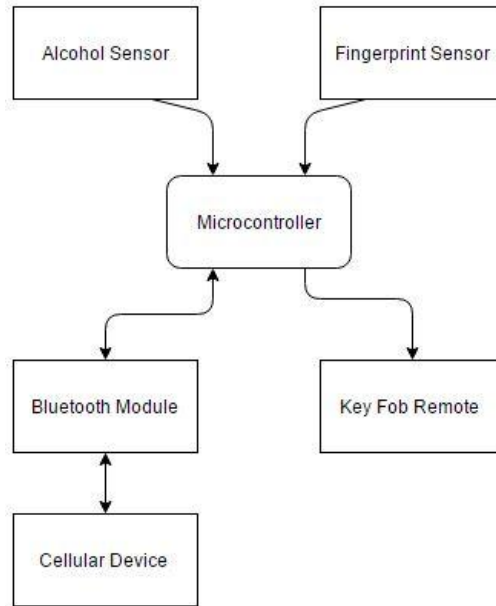 Alcohol Sensor
Fingerprint Sensor
Microcontroller
Bluetooth Module
Key Fob Remote
Cellular Device